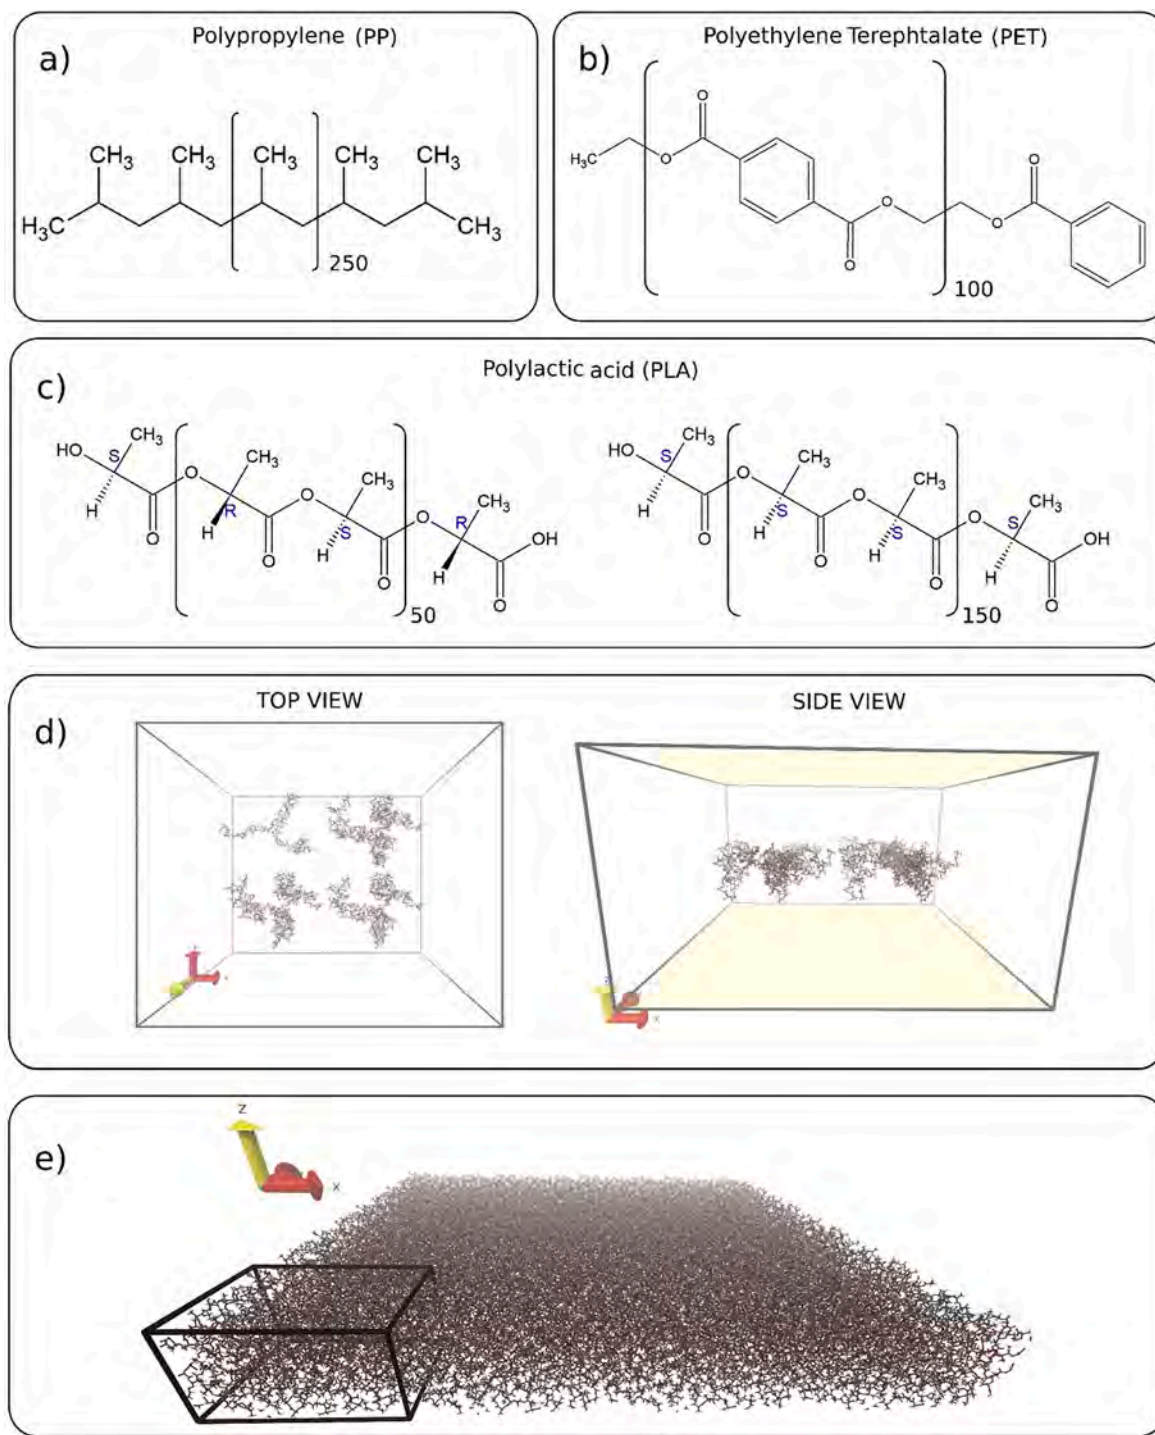 a)
Polypropylene (PP)
CH₃ CH₃ CH₃ CH₃ CH₃
H₃C CH₃
250
b)
Polyethylene Terephtalate (PET)
O O
H₃C O O O
O
100
c)
Polylactic acid (PLA)
HO S CH₃ CH₃ CH₃ CH₃
H O O R H O O H S O O R H O OH
50
HO S CH₃ CH₃ CH₃ CH₃
H O O H S O O H S O O S H O OH
150
d)
TOP VIEW
SIDE VIEW
X
e)
Z
X